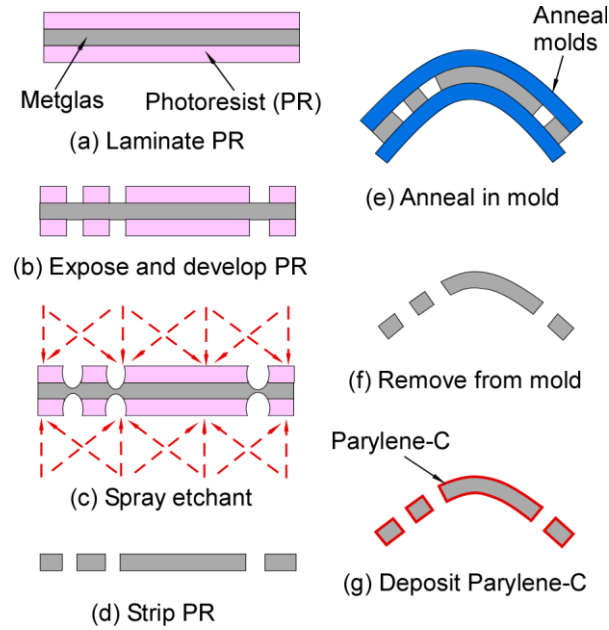 Metglas
Photoresist (PR)
(a) Laminate PR
(b) Expose and develop PR
(c) Spray etchant
(d) Strip PR
Anneal
molds
(e) Anneal in mold
(f) Remove from mold
Parylene-C
(g) Deposit Parylene-C